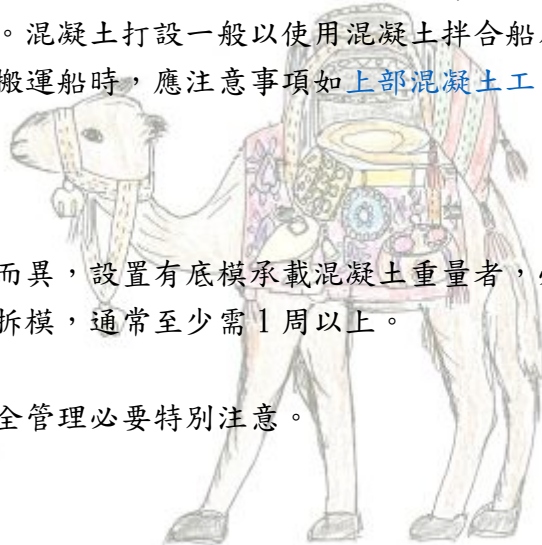 。混凝土打設一般以使用混凝土拌合船
搬運船時，應注意事項如上部混凝土工
而異，設置有底模承載混凝土重量者，
拆模，通常至少需 1 周以上。
全管理必要特別注意。